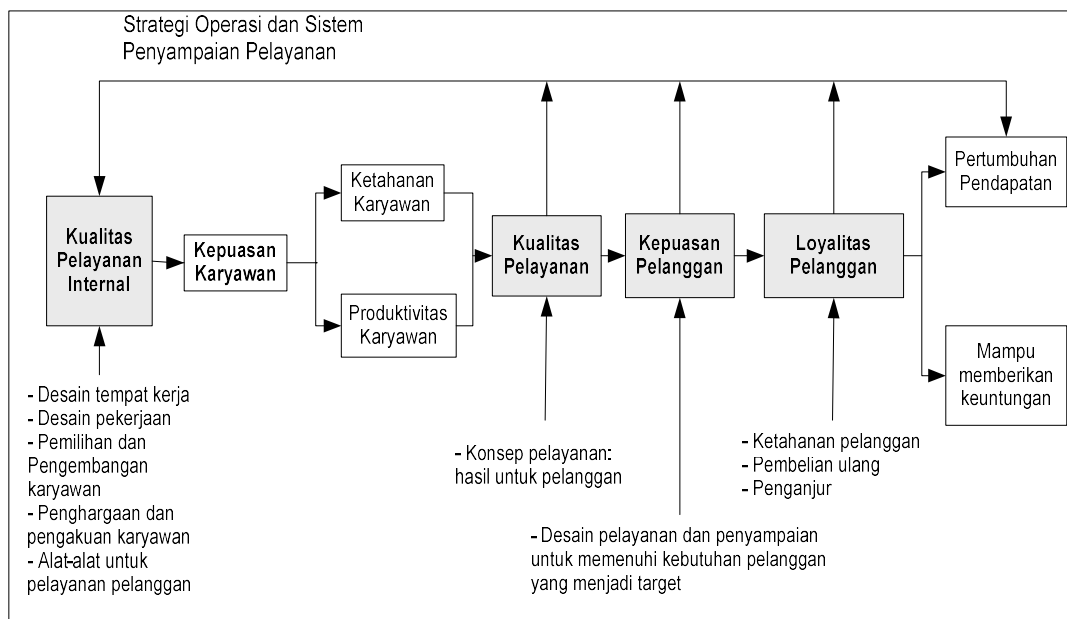 Strategi Operasi dan Sistem
Penyampaian Pelayanan
Kualitas
Pelayanan
Internal
Kepuasan
Karyawan
Ketahanan
Karyawan
Produktivitas
Karyawan
Kualitas
Pelayanan
Kepuasan
Pelanggan
Loyalitas
Pelanggan
Pertumbuhan
Pendapatan
Mampu
memberikan
keuntungan
- Desain tempat kerja
- Desain pekerjaan
- Pemilihan dan
Pengembangan
karyawan
- Penghargaan dan
pengakuan karyawan
- Alat-alat untuk
pelayanan pelanggan
- Konsep pelayanan:
hasil untuk pelanggan
- Desain pelayanan dan penyampaian
untuk memenuhi kebutuhan pelanggan
yang menjadi target
- Ketahanan pelanggan
- Pembelian ulang
- Penganjur